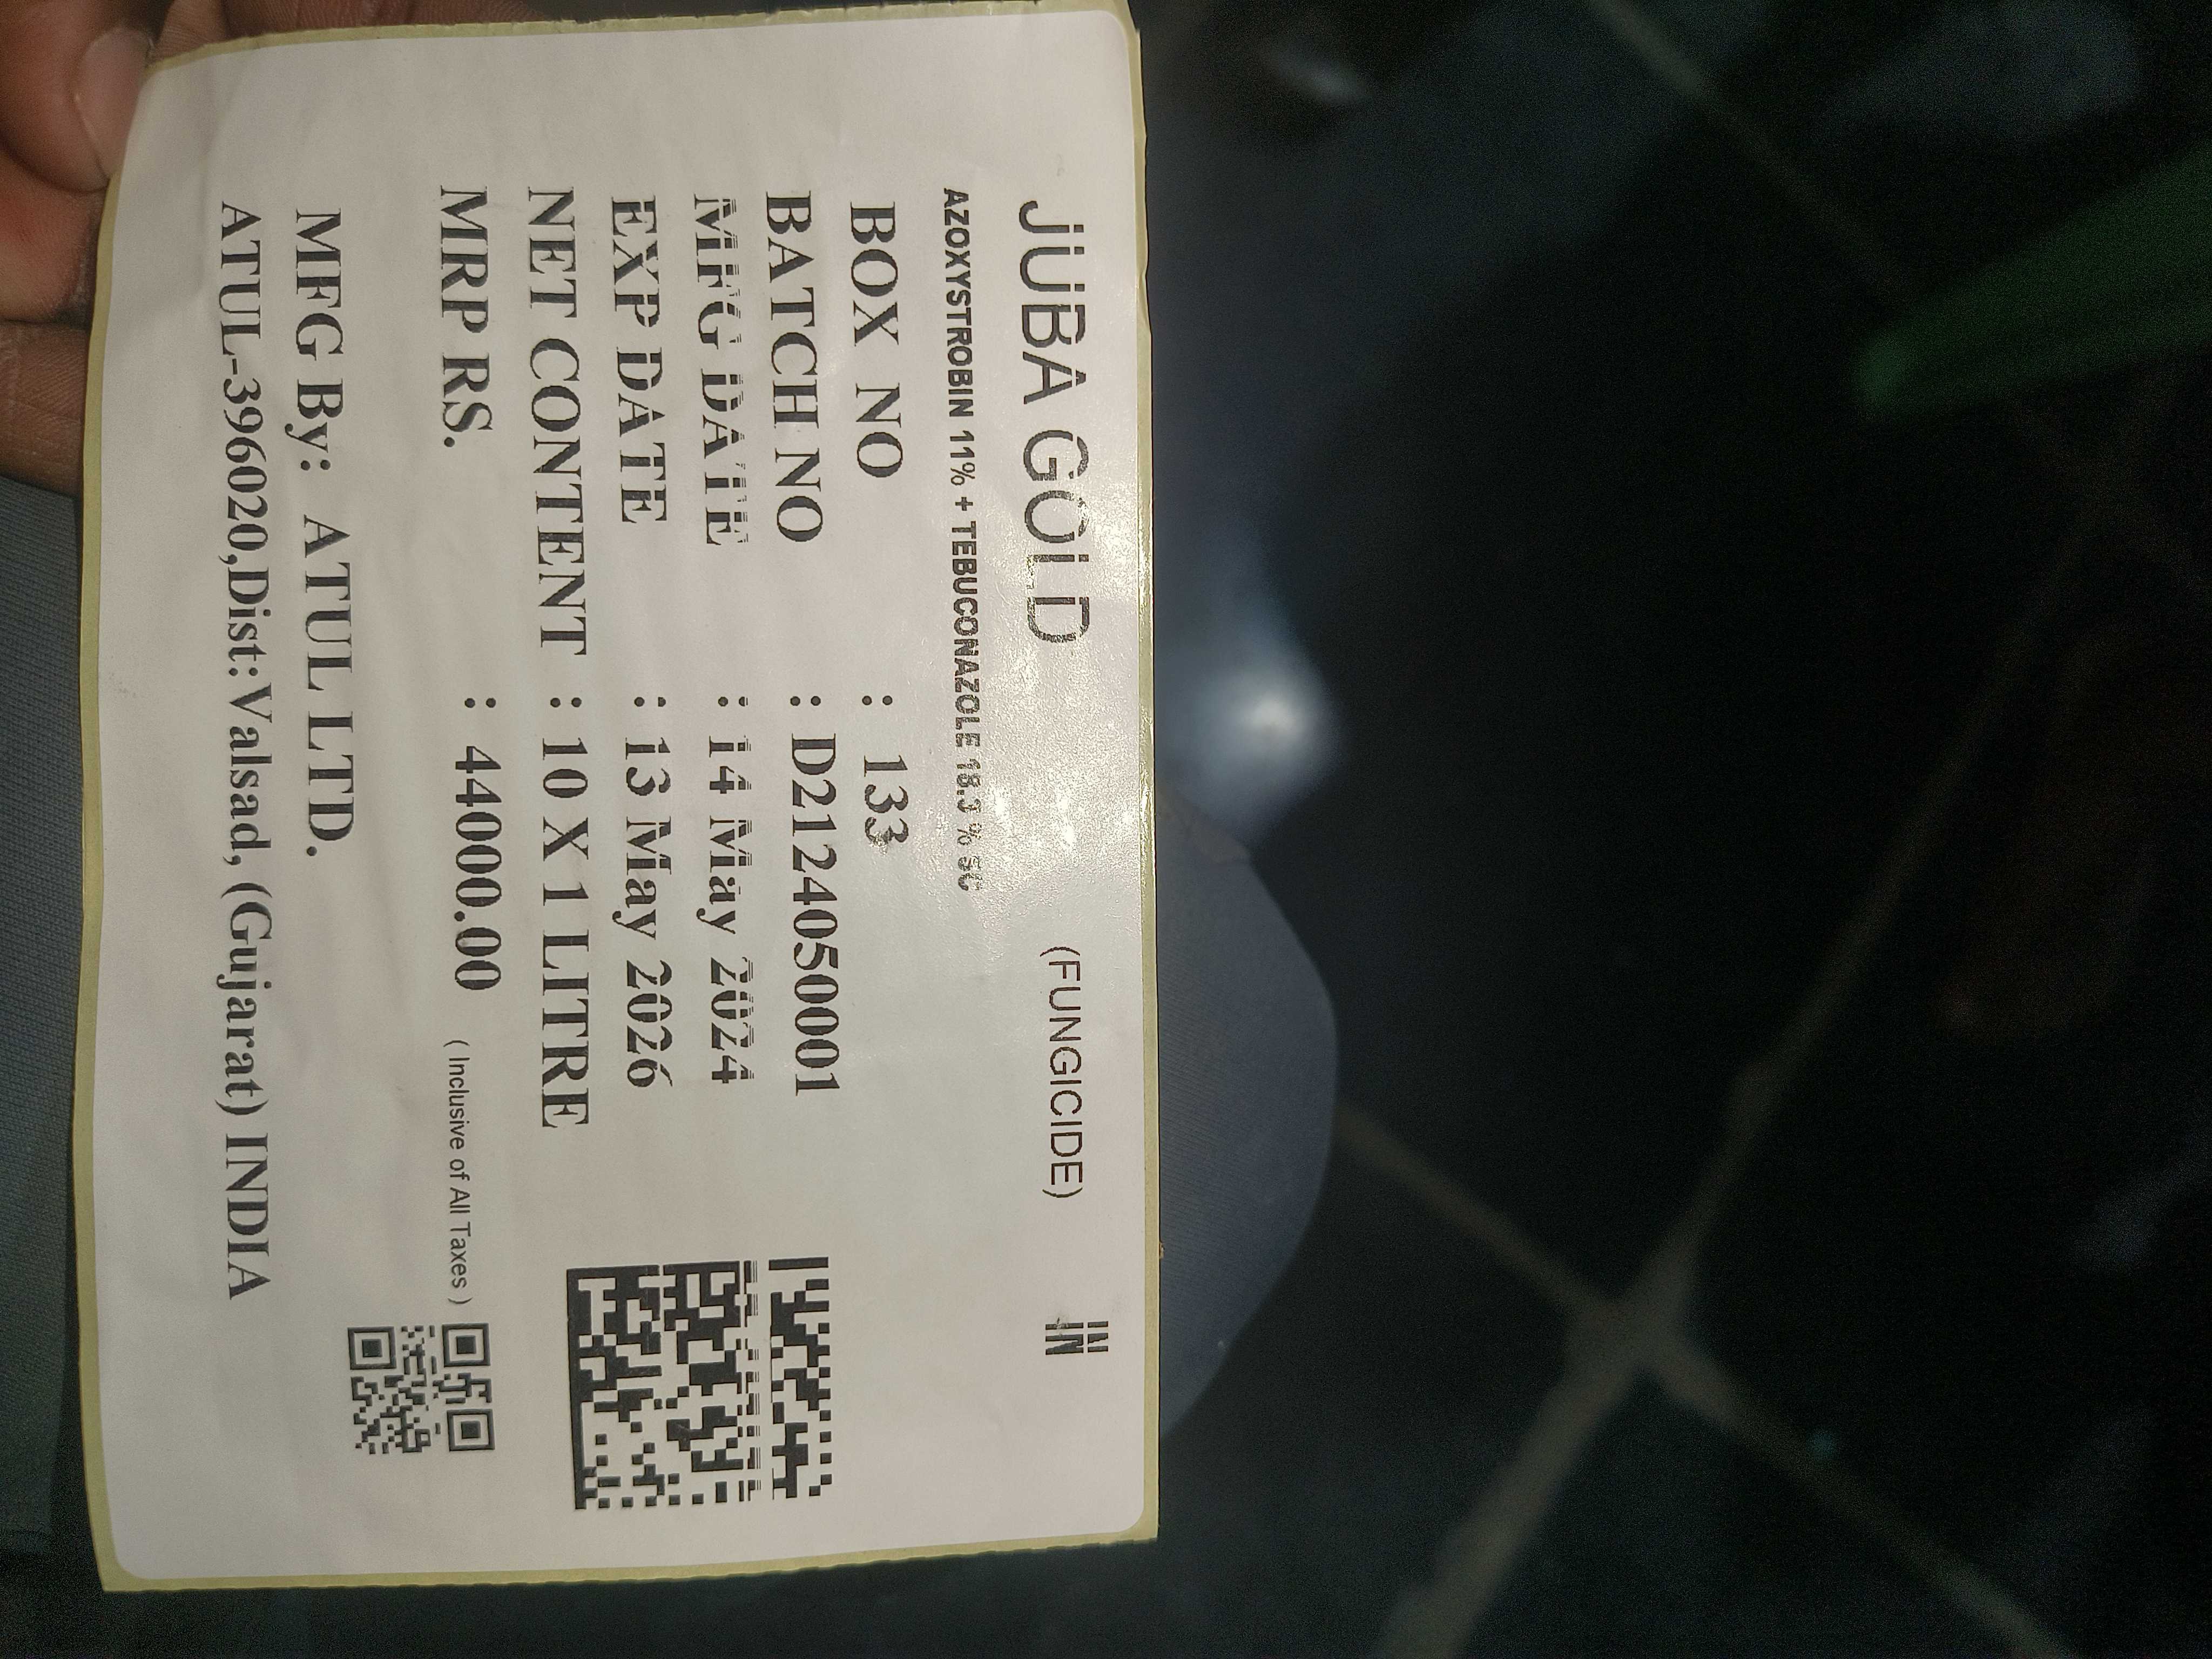 JUBA GOLD (FUNGICIDE)
AZOXYSTROBIN 11% + TEBUCONAZOLE 18.3 % SC
BOX NO : 133
BATCH NO : D2124050001
MFG DATE : 14 May 2024
EXP DATE : 13 May 2026
NET CONTENT : 10 X 1 LITRE
MRP RS. : 44000.00 ( Inclusive of All Taxes )
MFG By: ATUL LTD.
ATUL-396020,Dist:Valsad, (Gujarat) INDIA